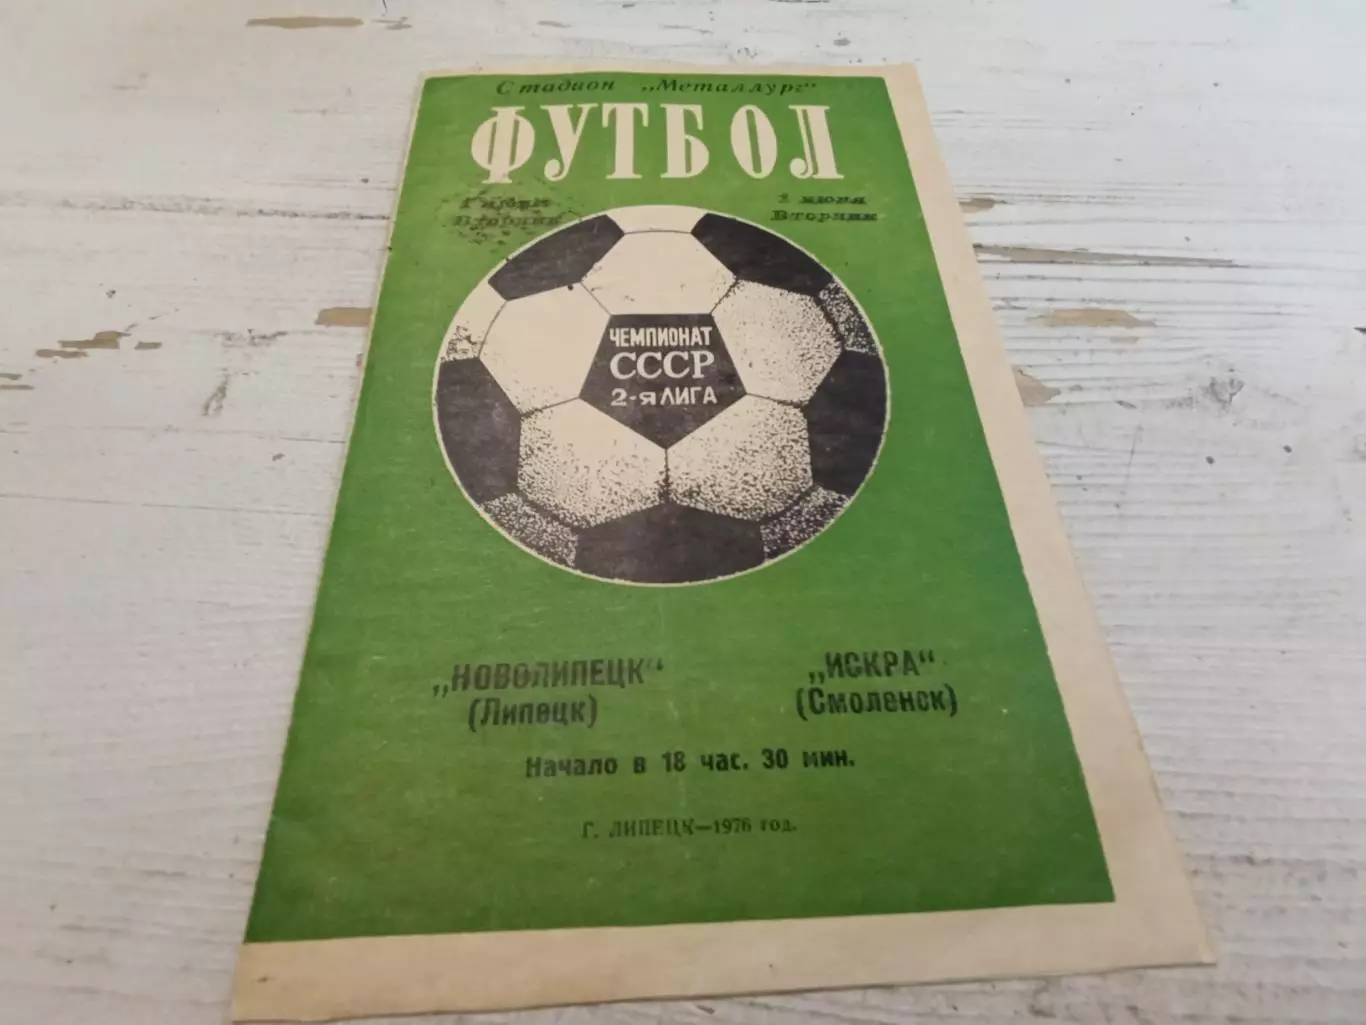 Стадион „Металлург"
ФУТБОЛ
1 июня
Вторник
1 июня
Вторник
ЧЕМПИОНАТ
СССР
2-Я ЛИГА
„НОВОЛИПЕЦК"
(Липецк)
„ИСКРА"
(Смоленск)
Начало в 18 час. 30 мин.
Г. ЛИПЕЦК—1976 год.